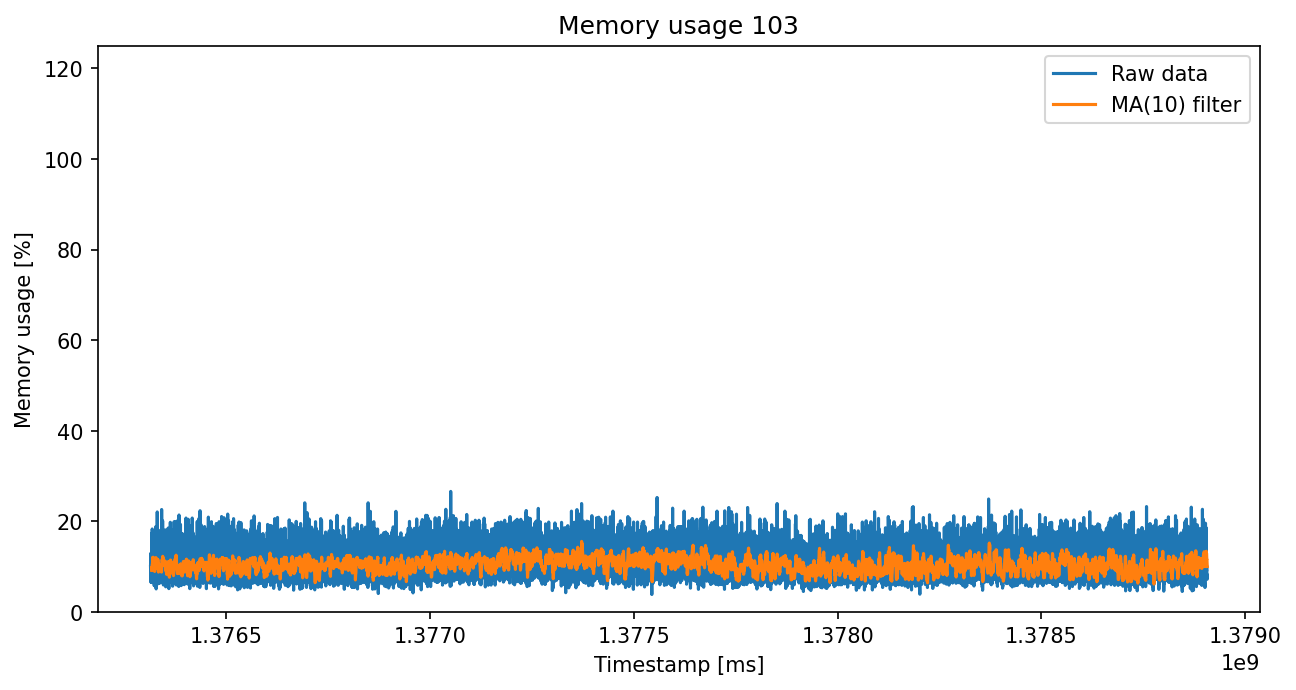 Memory usage 103
Raw data
MA(10) filter
Memory usage [%]
120
100
80
60
40
20
0
1.3765 1.3770 1.3775 1.3780 1.3785 1.3790
1e9
Timestamp [ms]